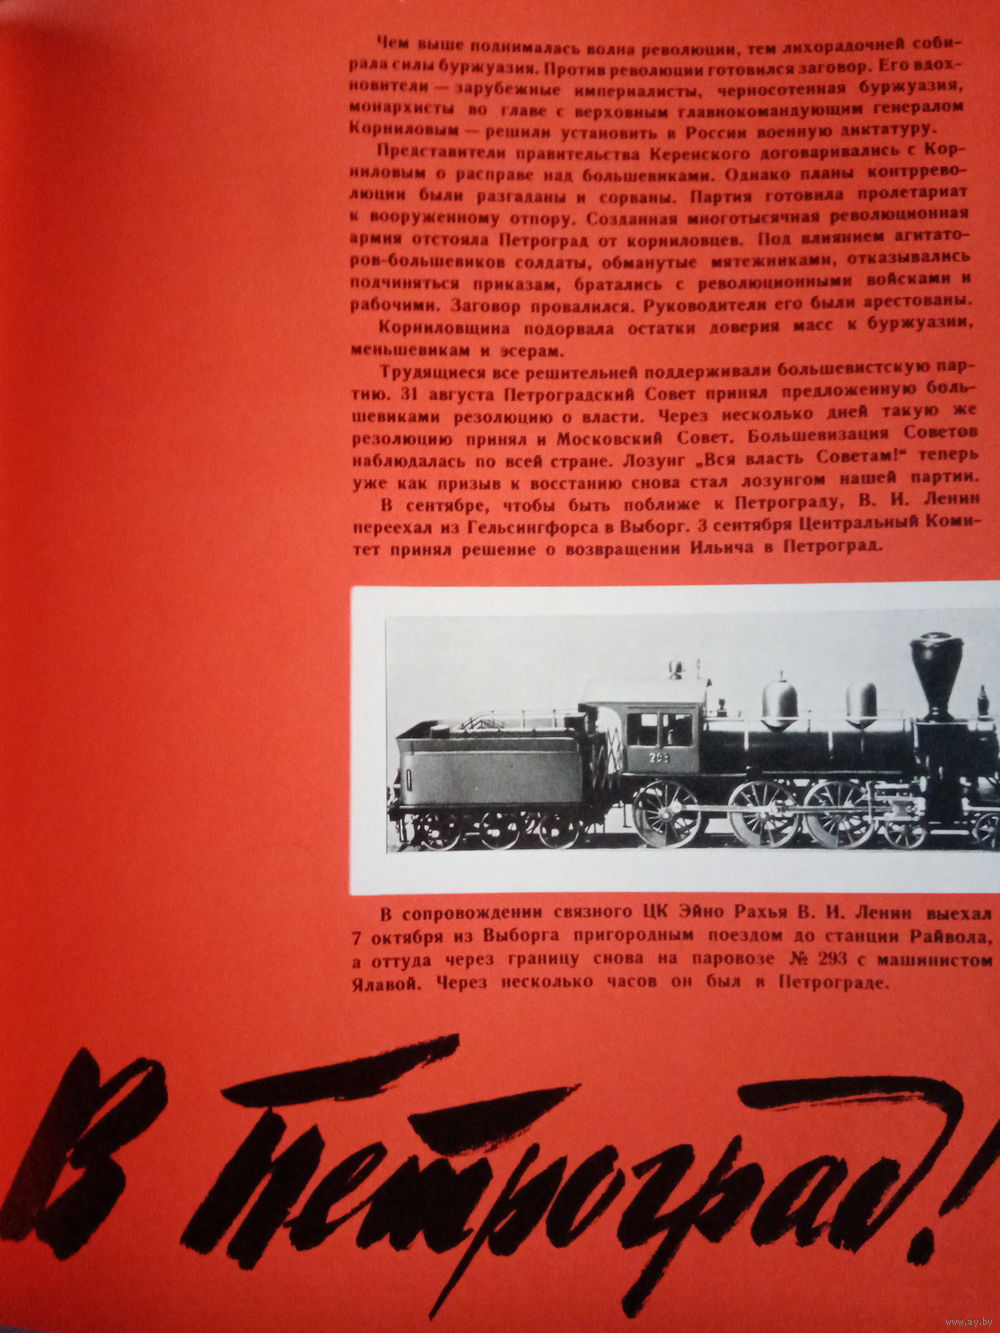 Чем выше поднималась волна революции, тем лихорадочней соби-
рала силы буржуазия. Против революции готовился заговор. Его вдох-
новители — зарубежные империалисты, черносотенная буржуазия,
монархисты во главе с верховным главнокомандующим генералом
Корниловым — решили установить в России военную диктатуру.
Представители правительства Керенского договаривались с Кор-
ниловым о расправе над большевиками. Однако планы контррево-
люции были разгаданы и сорваны. Партия готовила пролетариат
к вооруженному отпору. Созданная многотысячная революционная
армия отстояла Петроград от корниловцев. Под влиянием агитато-
ров-большевиков солдаты, обманутые мятежниками, отказывались
подчиняться приказам, братались с революционными войсками и
рабочими. Заговор провалился. Руководители его были арестованы.
Корниловщина подорвала остатки доверия масс к буржуазии,
меньшевикам и эсерам.
Трудящиеся все решительней поддерживали большевистскую пар-
тию. 31 августа Петроградский Совет принял предложенную боль-
шевиками резолюцию о власти. Через несколько дней такую же
резолюцию принял и Московский Совет. Большевизация Советов
наблюдалась по всей стране. Лозунг „Вся власть Советам!“ теперь
уже как призыв к восстанию снова стал лозунгом нашей партии.
В сентябре, чтобы быть поближе к Петрограду, В. И. Ленин
переехал из Гельсингфорса в Выборг. 3 сентября Центральный Коми-
тет принял решение о возвращении Ильича в Петроград.
293
В сопровождении связного ЦК Эйно Рахья В. И. Ленин выехал
7 октября из Выборга пригородным поездом до станции Райвола,
а оттуда через границу снова на паровозе № 293 с машинистом
Ялавой. Через несколько часов он был в Петрограде.
В Петроград!
www.ay.by